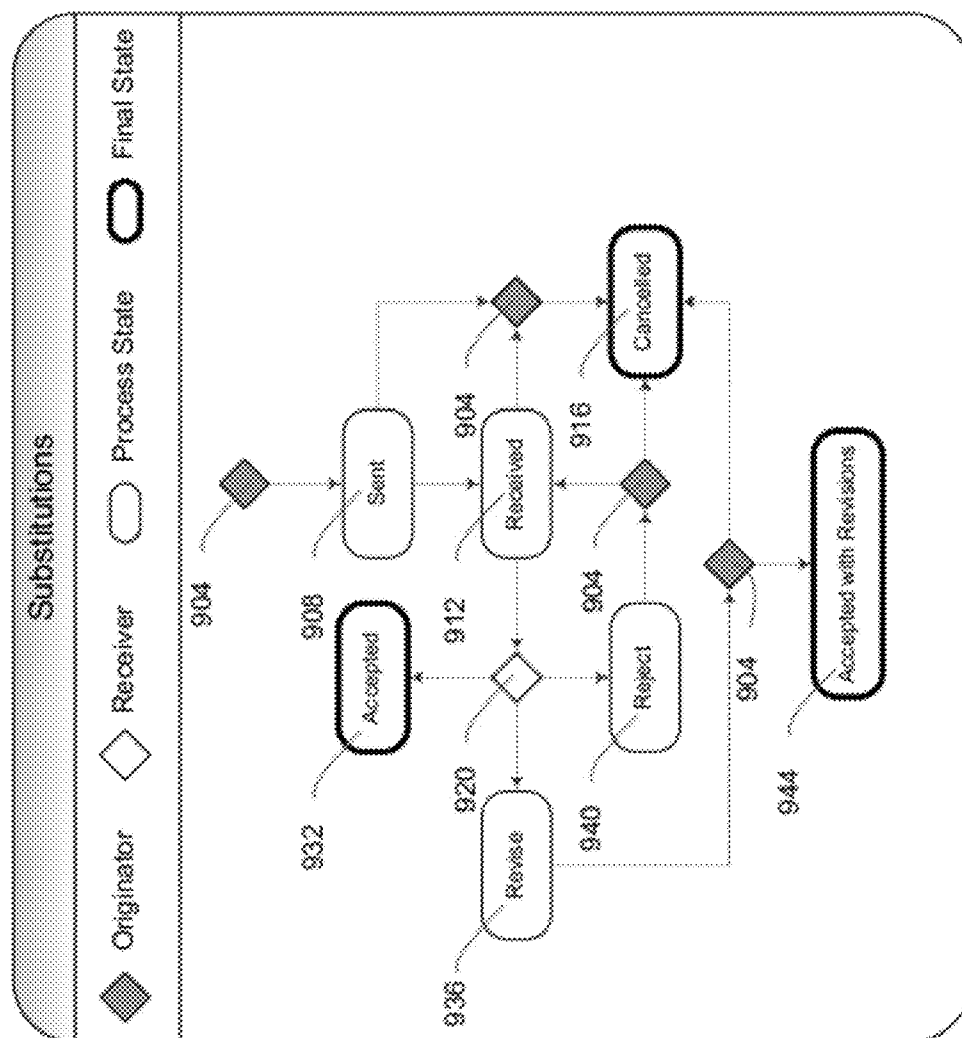 Substitutions
Originator
Receiver
Process State
Final State
904
932
908
Accepted
Sent
936
920
912
904
Revise
Received
940
904
916
Reject
Cancelled
904
944
Accepted with Revisions